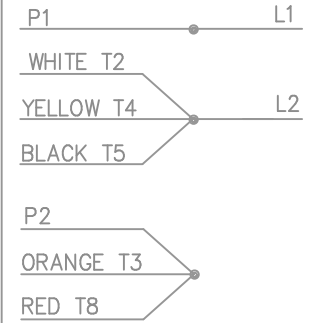 P1 L1
WHITE T2
YELLOW T4 L2
BLACK T5
P2
ORANGE T3
RED T8